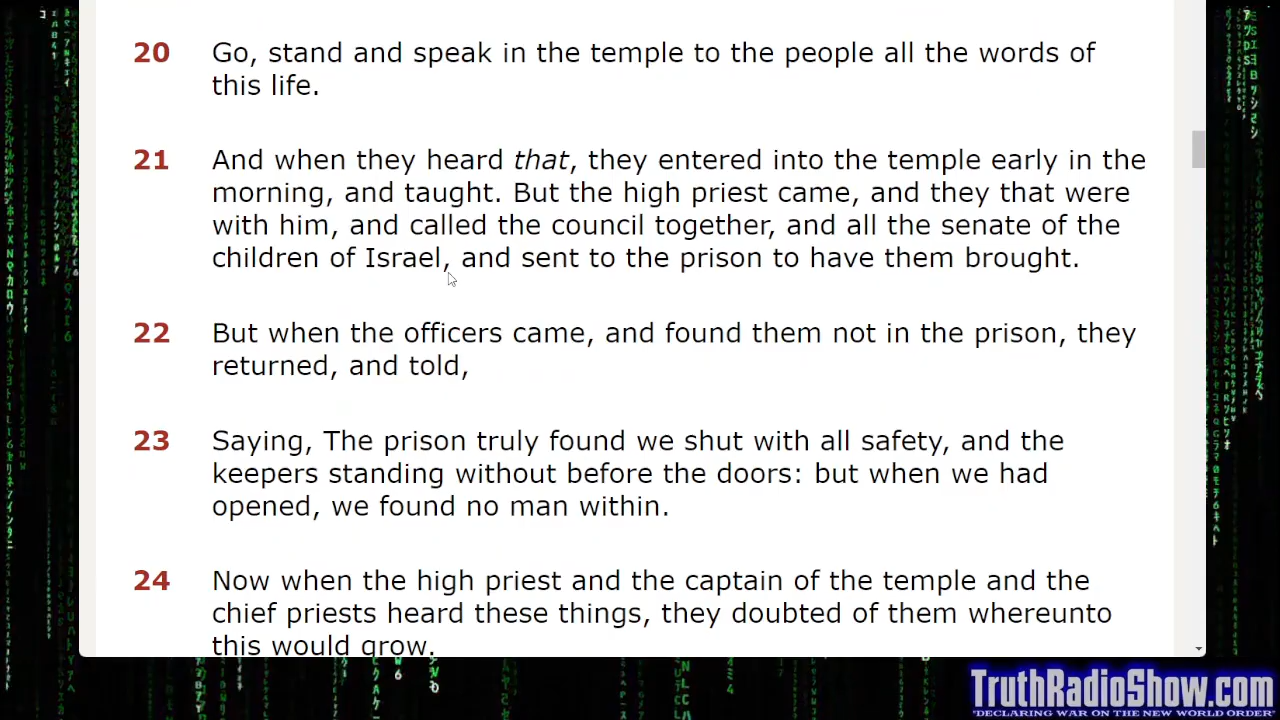 20 Go, stand and speak in the temple to the people all the words of
this life.
21 And when they heard that, they entered into the temple early in the
morning, and taught. But the high priest came, and they that were
with him, and called the council together, and all the senate of the
children of Israel, and sent to the prison to have them brought.
22 But when the officers came, and found them not in the prison, they
returned, and told,
23 Saying, The prison truly found we shut with all safety, and the
keepers standing without before the doors: but when we had
opened, we found no man within.
24 Now when the high priest and the captain of the temple and the
chief priests heard these things, they doubted of them whereunto
this would grow.
TruthRadioShow.com
"DECLARING WAR ON THE NEW WORLD ORDER"